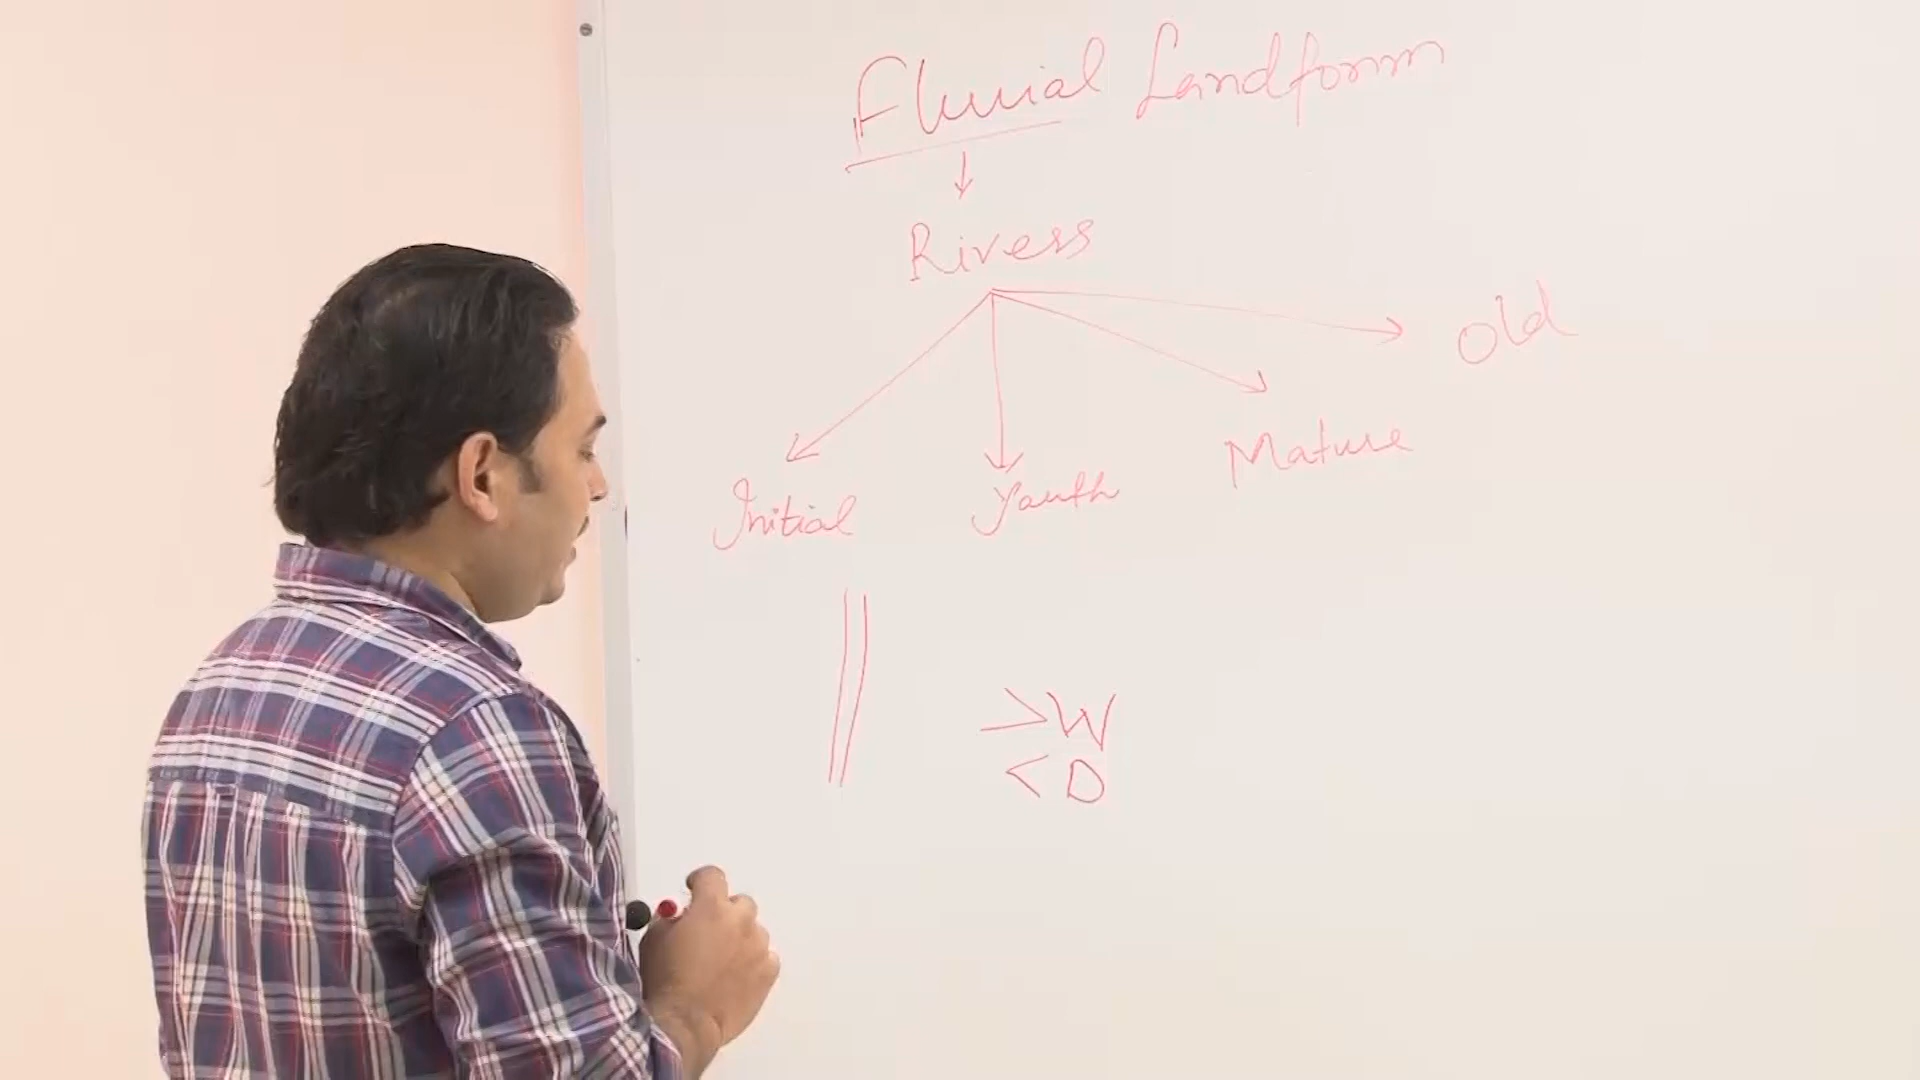 Fluvial Landform
↓
Rivers
Old
Mature
Initial Youth
> W
< D